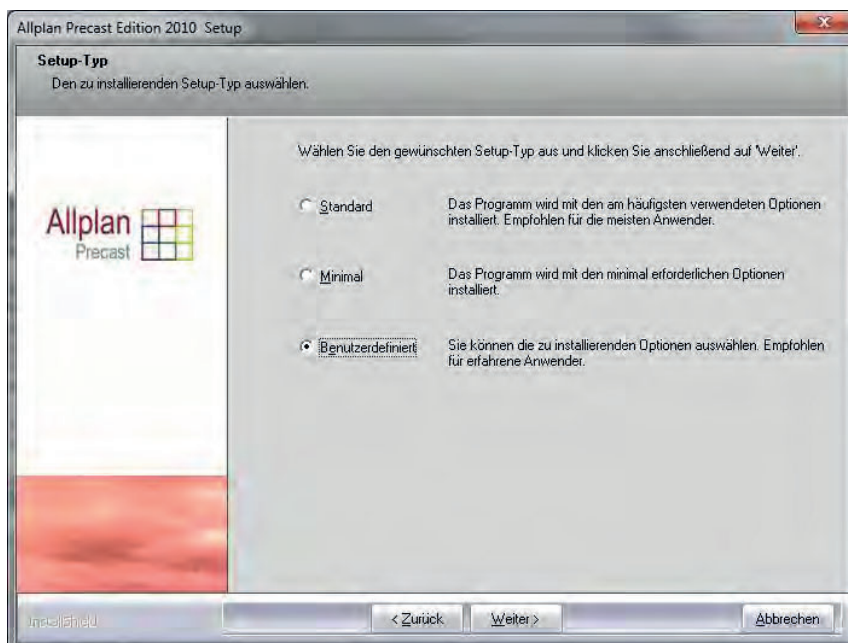 Allplan Precast Edition 2010 Setup
Setup-Typ
Den zu installierenden Setup-Typ auswählen.
Wählen Sie den gewünschten Setup-Typ aus und klicken Sie anschließend auf 'Weiter'.
Allplan
Precast
Standard
Das Programm wird mit den am häufigsten verwendeten Optionen
installiert. Empfohlen für die meisten Anwender.
Minimal
Das Programm wird mit den minimal erforderlichen Optionen
installiert.
Benutzerdefiniert
Sie können die zu installierenden Optionen auswählen. Empfohlen
für erfahrene Anwender.
InstallShield
< Zurück
Weiter >
Abbrechen